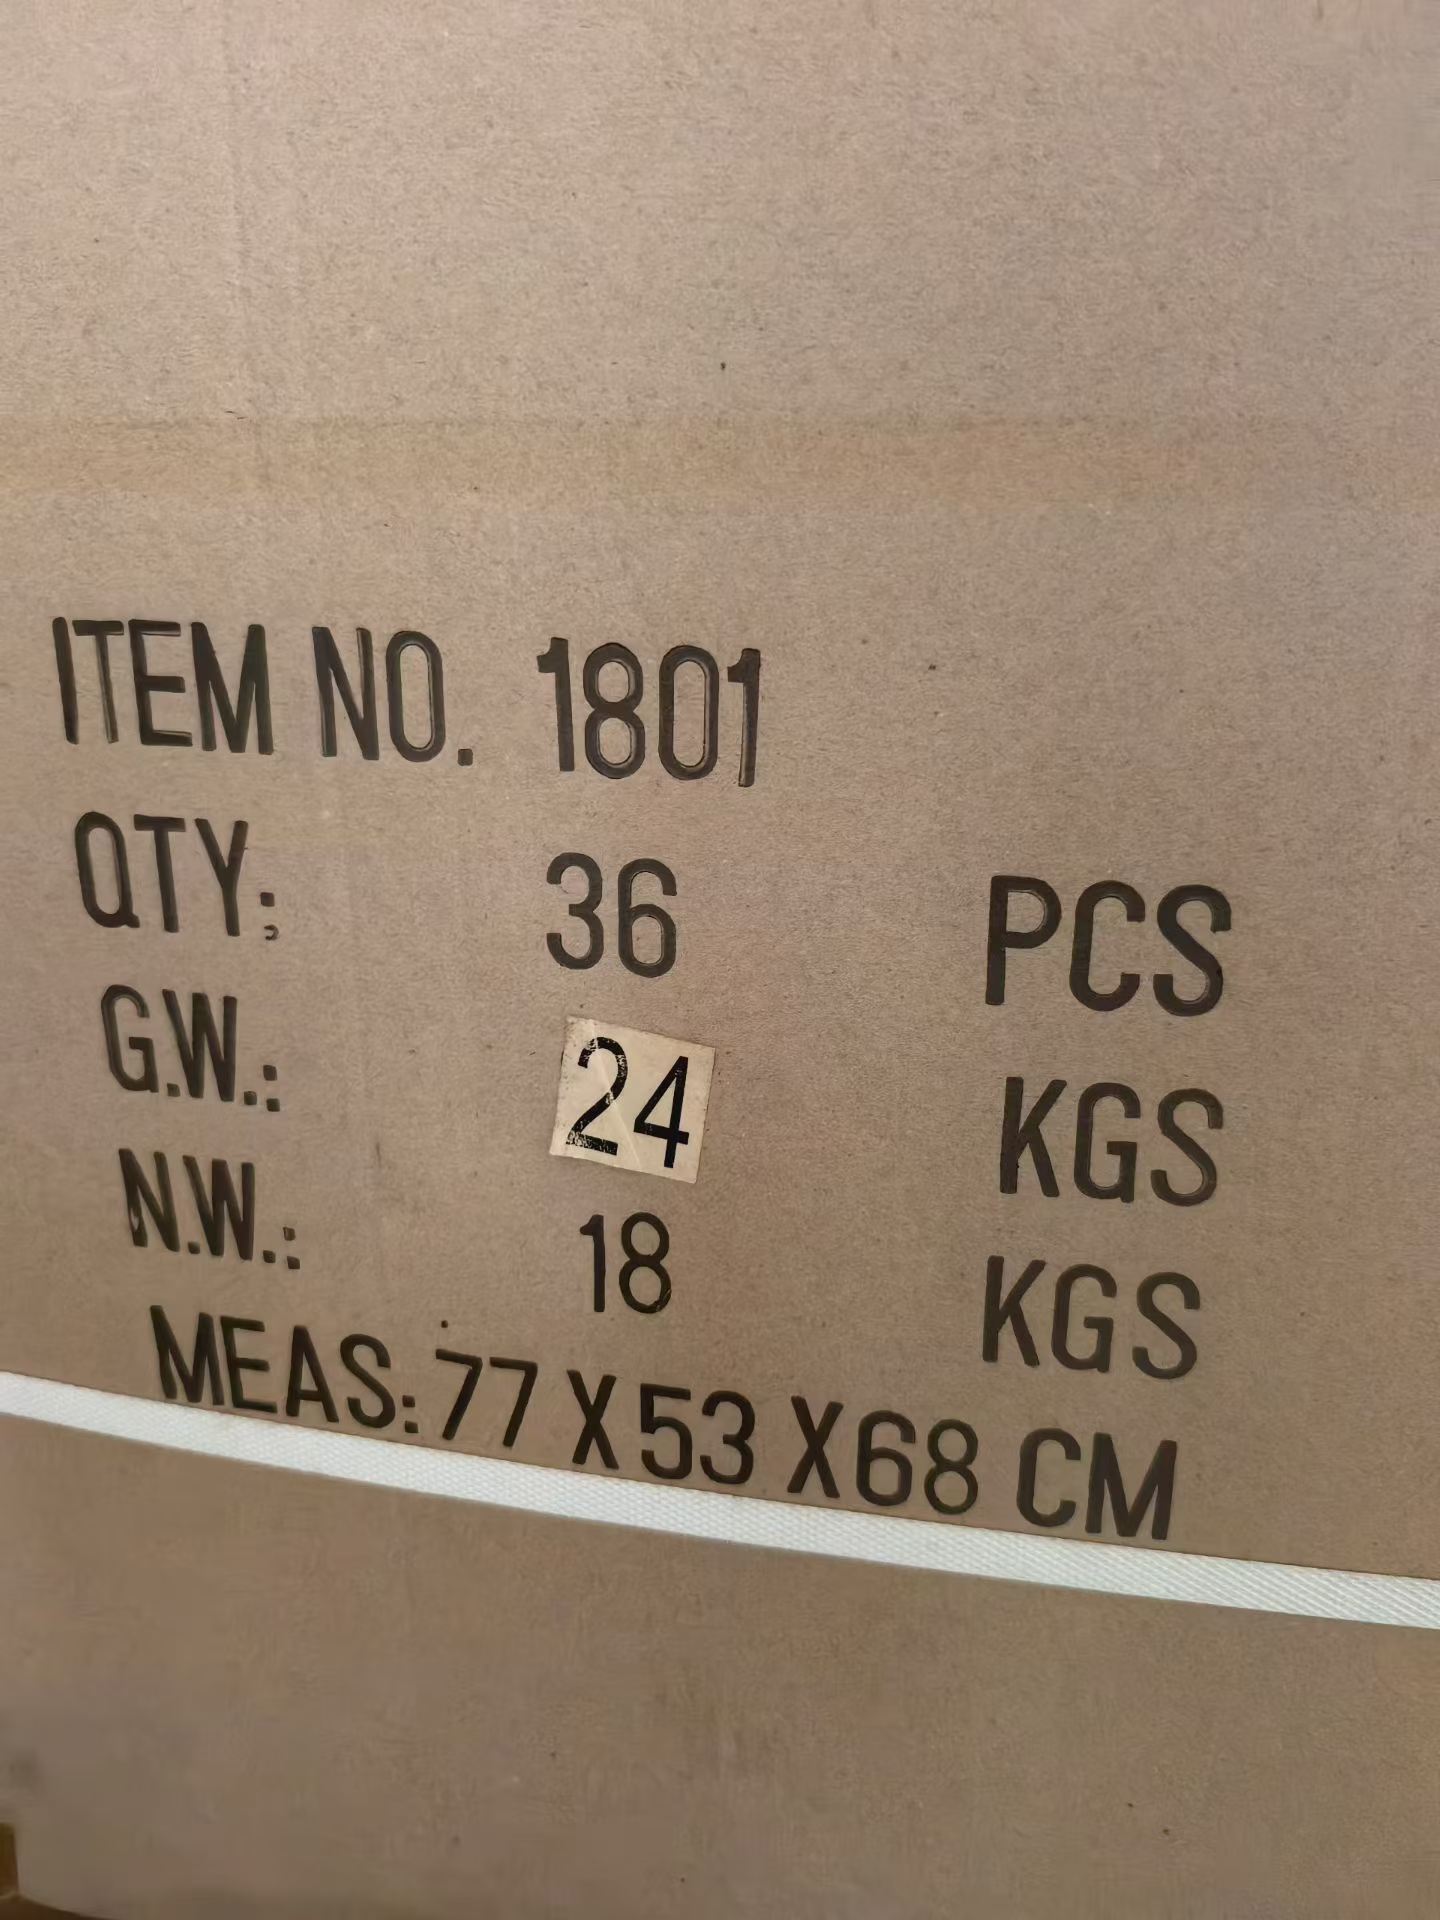 ITEM NO. 1801
QTY; 36 PCS
G.W.: 24 KGS
N.W.: 18 KGS
MEAS: 77 X 53 X 68 CM